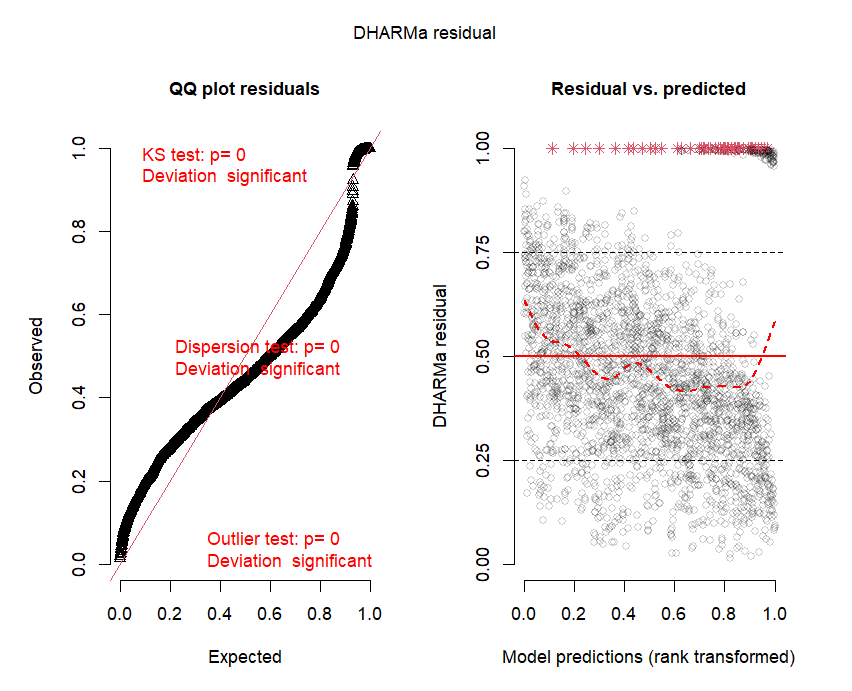 DHARMa residual
QQ plot residuals
KS test: p= 0
Deviation significant
Dispersion test: p= 0
Deviation significant
Outlier test: p= 0
Deviation significant
Observed
0.0 0.2 0.4 0.6 0.8 1.0
0.0 0.2 0.4 0.6 0.8 1.0
Expected
Residual vs. predicted
DHARMa residual
0.00 0.25 0.50 0.75 1.00
0.0 0.2 0.4 0.6 0.8 1.0
Model predictions (rank transformed)